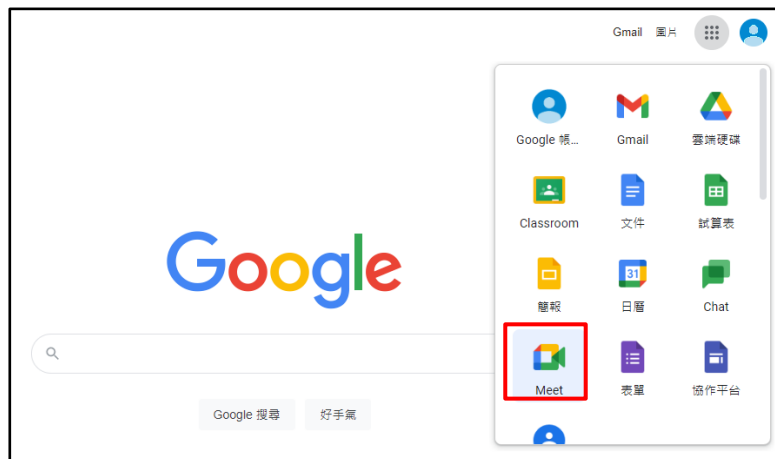 Gmail 圖片
Google 帳... Gmail 雲端硬碟
Classroom 文件 試算表
31
簡報 日曆 Chat
Google
Meet 表單 協作平台
Google 搜尋 好手氣